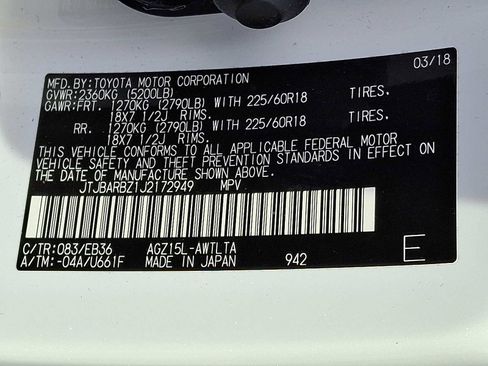 MFD. BY:TOYOTA MOTOR CORPORATION 03/18
GVWR:2360KG (5200LB)
GAWR:FRT. 1270KG (2790LB) WITH 225/60R18 TIRES.
18X7 1/2J RIMS.
RR. 1270KG (2790LB) WITH 225/60R18 TIRES.
18X7 1/2J RIMS.
THIS VEHICLE CONFORMS TO ALL APPLICABLE FEDERAL MOTOR
VEHICLE SAFETY AND THEFT PREVENTION STANDARDS IN EFFECT ON
THE DATE OF MANUFACTURE SHOWN ABOVE.
JTJBARBZ1J2172949 MPV
C/TR:083/EB36 AGZ15L-AWTLTA
A/TM:-04A/U661F MADE IN JAPAN 942 E